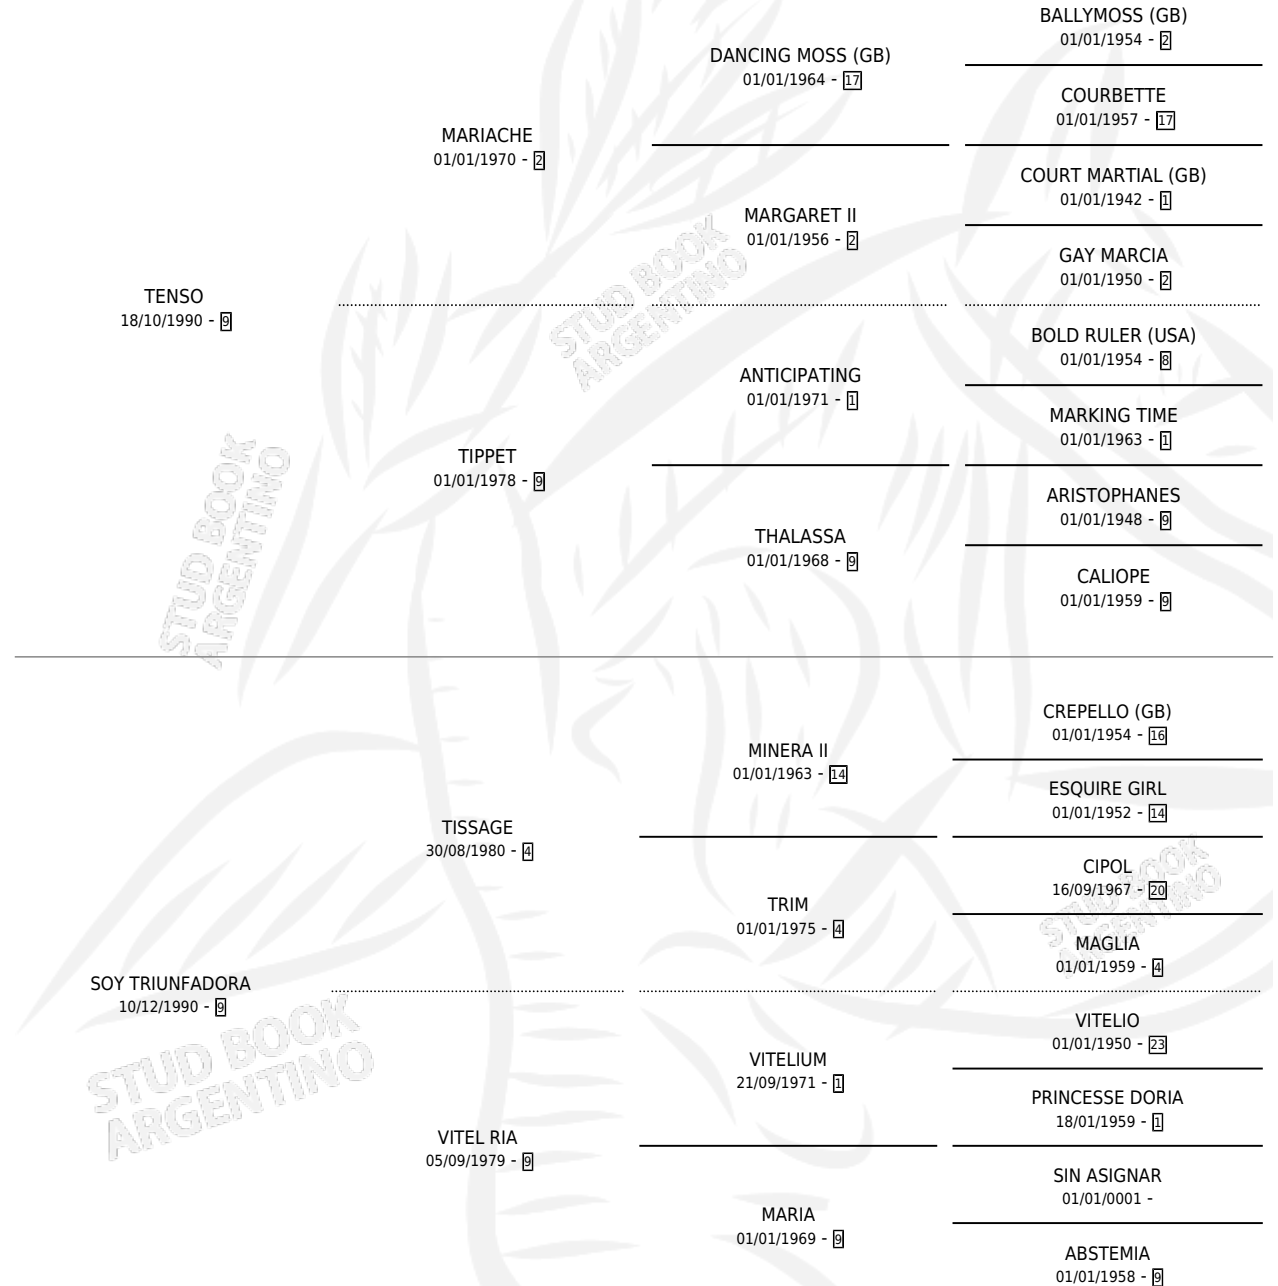 BALLYMOSS (GB)
01/01/1954 - 2
DANCING MOSS (GB)
01/01/1964 - 17
COURBETTE
01/01/1957 - 17
MARIACHE
01/01/1970 - 2
COURT MARTIAL (GB)
01/01/1942 - 1
MARGARET II
01/01/1956 - 2
GAY MARCIA
01/01/1950 - 2
TENSO
18/10/1990 - 9
BOLD RULER (USA)
01/01/1954 - 8
ANTICIPATING
01/01/1971 - 1
MARKING TIME
01/01/1963 - 1
TIPPET
01/01/1978 - 9
ARISTOPHANES
01/01/1948 - 9
THALASSA
01/01/1968 - 9
CALIOPE
01/01/1959 - 9
STUD BOOK
ARGENTINO
STUD BOOK
ARGENTINO
CREPELLO (GB)
01/01/1954 - 16
MINERA II
01/01/1963 - 14
ESQUIRE GIRL
01/01/1952 - 14
TISSAGE
30/08/1980 - 4
CIPOL
16/09/1967 - 20
TRIM
01/01/1975 - 4
MAGLIA
01/01/1959 - 4
SOY TRIUNFADORA
10/12/1990 - 9
VITELIO
01/01/1950 - 23
VITELIUM
21/09/1971 - 1
PRINCESSE DORIA
18/01/1959 - 1
VITEL RIA
05/09/1979 - 9
SIN ASIGNAR
01/01/0001 -
MARIA
01/01/1969 - 9
ABSTEMIA
01/01/1958 - 9
STUD BOOK
ARGENTINO
STUD BOOK
ARGENTINO